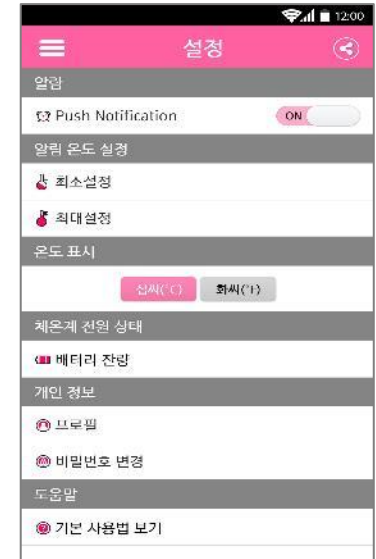 12:00
설정
알람
Push Notification
ON
알림 온도 설정
최소설정
최대설정
온도 표시
섭씨(°C) 화씨(°F)
체온계 전원 상태
배터리 잔량
개인 정보
프로필
비밀번호 변경
도움말
기본 사용법 보기